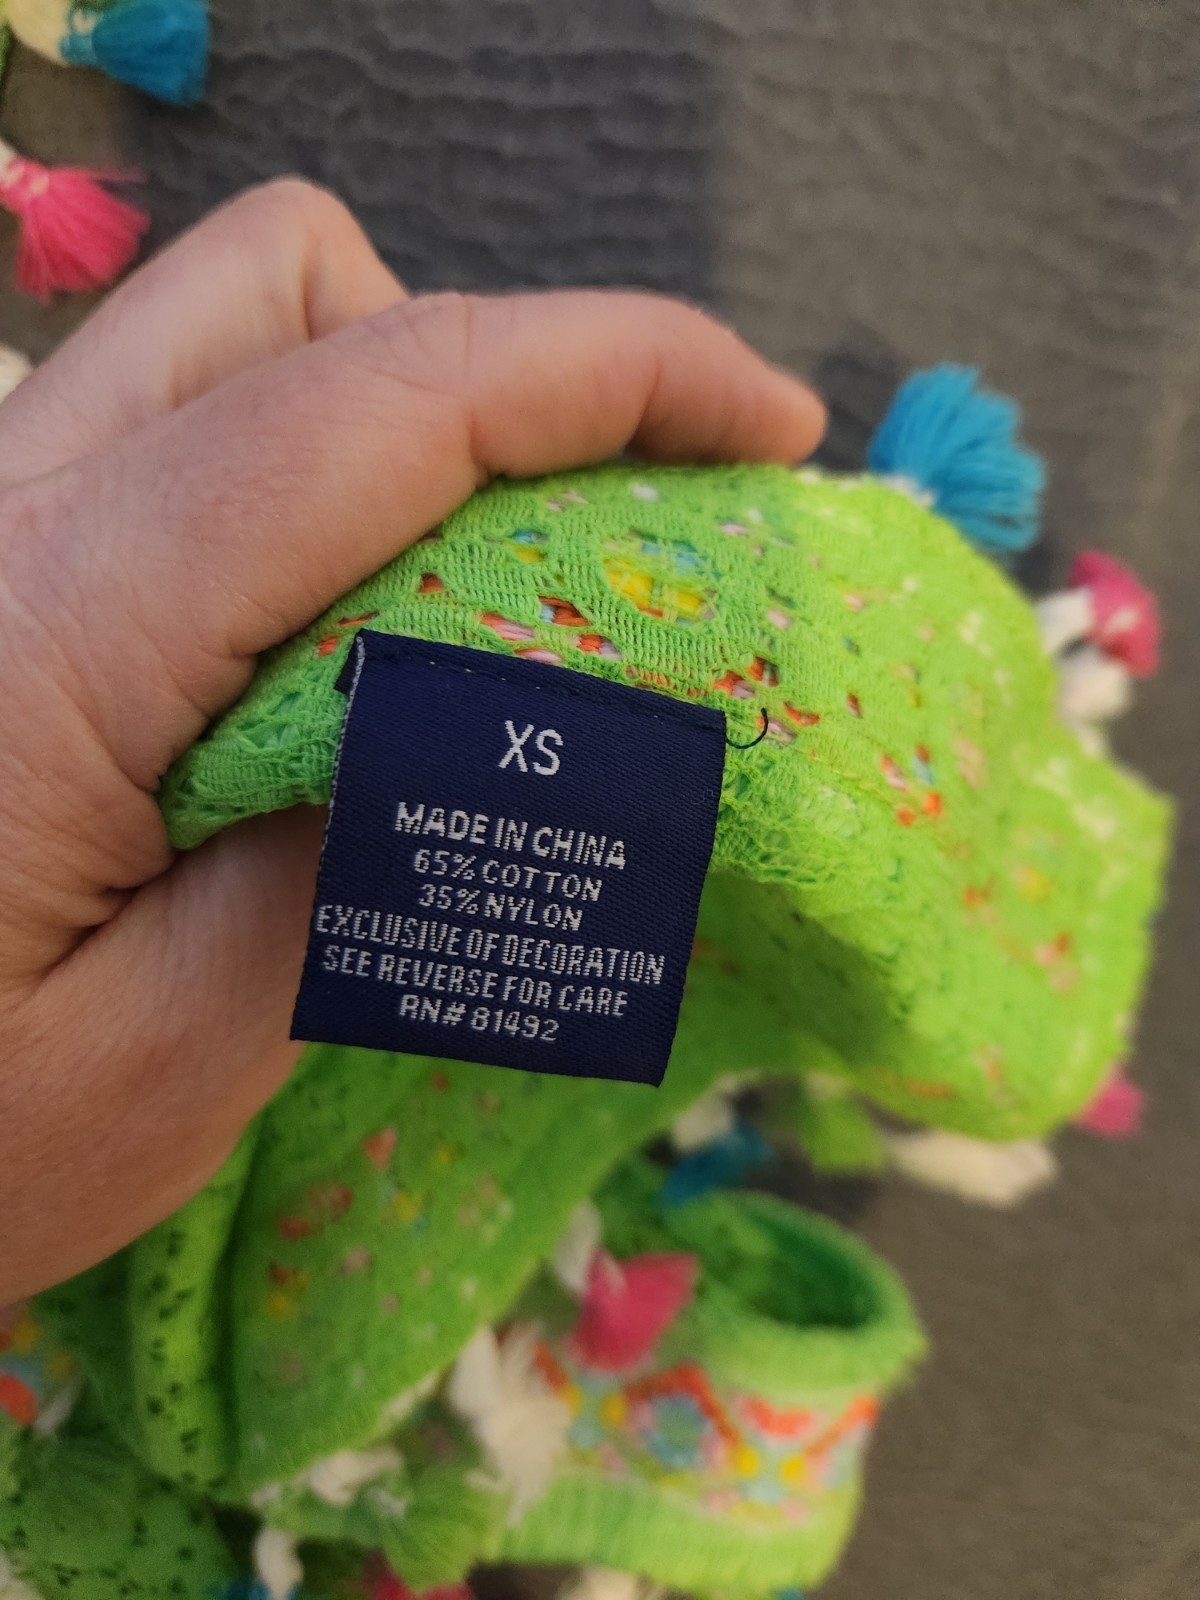 XS
MADE IN CHINA
65% COTTON
35% NYLON
EXCLUSIVE OF DECORATION
SEE REVERSE FOR CARE
RN# 81492